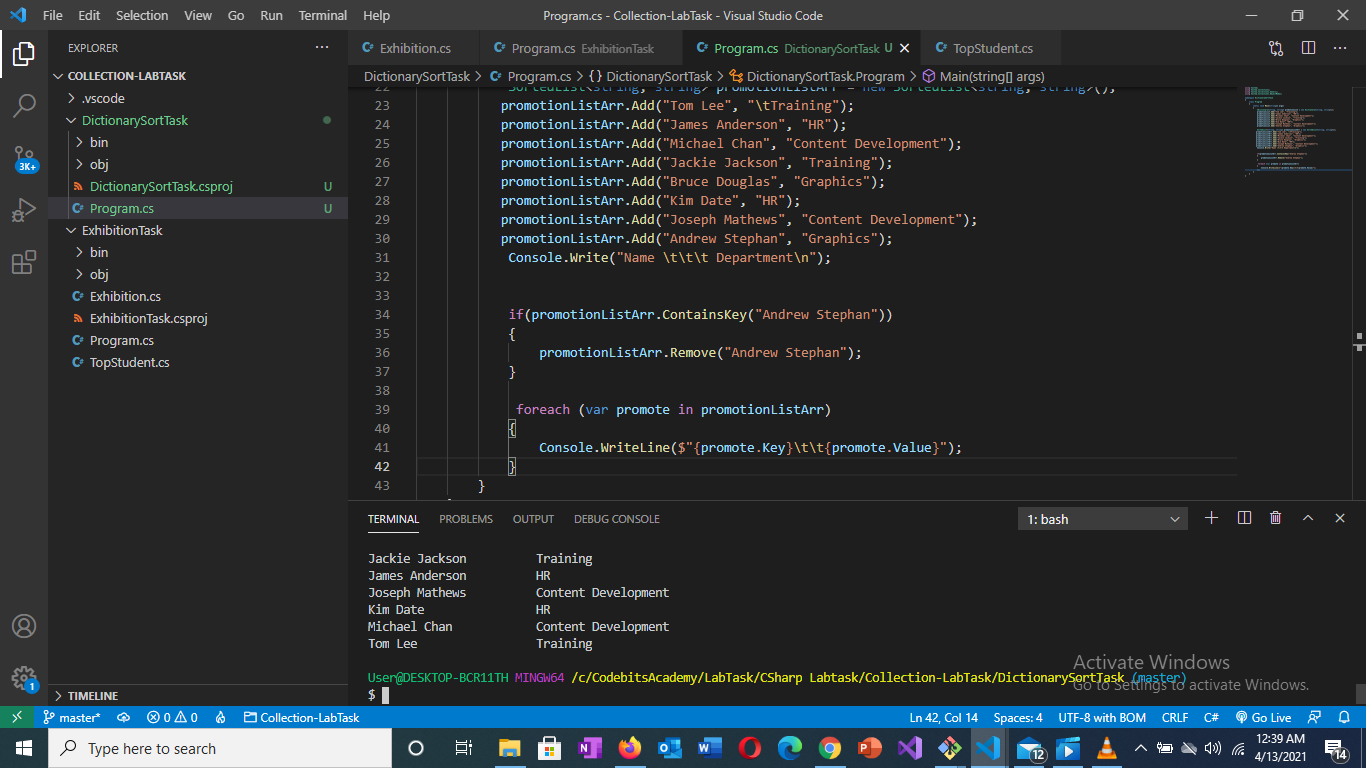 File Edit Selection View Go Run Terminal Help Program.cs - Collection-LabTask - Visual Studio Code
EXPLORER
COLLECTION-LABTASK
.vscode
DictionarySortTask
bin
obj
DictionarySortTask.csproj U
Program.cs U
ExhibitionTask
bin
obj
Exhibition.cs
ExhibitionTask.csproj
Program.cs
TopStudent.cs
TIMELINE
3K+
1
Exhibition.cs Program.cs ExhibitionTask Program.cs DictionarySortTask U TopStudent.cs
DictionarySortTask > Program.cs > {} DictionarySortTask > DictionarySortTask.Program > Main(string[] args)
22 SortedList<string, string> promotionListArr = new SortedList<string, string>();
23 promotionListArr.Add("Tom Lee", "\tTraining");
24 promotionListArr.Add("James Anderson", "HR");
25 promotionListArr.Add("Michael Chan", "Content Development");
26 promotionListArr.Add("Jackie Jackson", "Training");
27 promotionListArr.Add("Bruce Douglas", "Graphics");
28 promotionListArr.Add("Kim Date", "HR");
29 promotionListArr.Add("Joseph Mathews", "Content Development");
30 promotionListArr.Add("Andrew Stephan", "Graphics");
31 Console.Write("Name \t\t\t Department\n");
32
33
34 if(promotionListArr.ContainsKey("Andrew Stephan"))
35 {
36 promotionListArr.Remove("Andrew Stephan");
37 }
38
39 foreach (var promote in promotionListArr)
40 {
41 Console.WriteLine($"{promote.Key}\t\t{promote.Value}");
42 }
43 }
TERMINAL PROBLEMS OUTPUT DEBUG CONSOLE 1: bash
Jackie Jackson Training
James Anderson HR
Joseph Mathews Content Development
Kim Date HR
Michael Chan Content Development
Tom Lee Training
User@DESKTOP-BCR11TH MINGW64 /c/CodebitsAcademy/LabTask/CSharp Labtask/Collection-LabTask/DictionarySortTask (master)
$
Activate Windows
Go to Settings to activate Windows.
master* 0 0 Collection-LabTask Ln 42, Col 14 Spaces: 4 UTF-8 with BOM CRLF C# Go Live
Type here to search
12
12:39 AM
4/13/2021
14